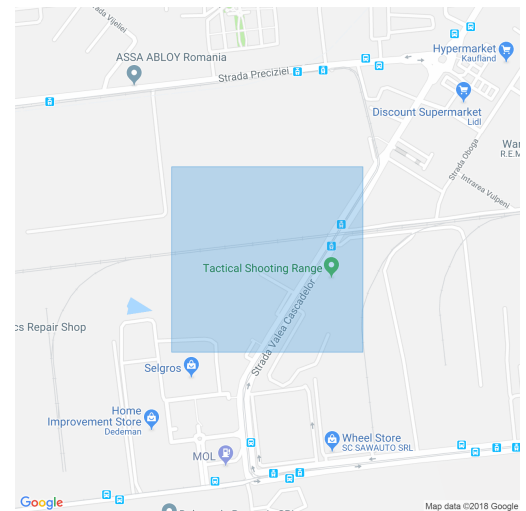 Strada Vijeliei
ASSA ABLOY Romania
Strada Preciziei
Hypermarket
Kaufland
Discount Supermarket
Lidl
War
R.E.M
Strada Oboga
Intrarea Vulpeni
Tactical Shooting Range
Strada Valea Cascadelor
cs Repair Shop
Selgros
Home
Improvement Store
Dedeman
MOL
Wheel Store
SC SAWAUTO SRL
Google
Map data ©2018 Google